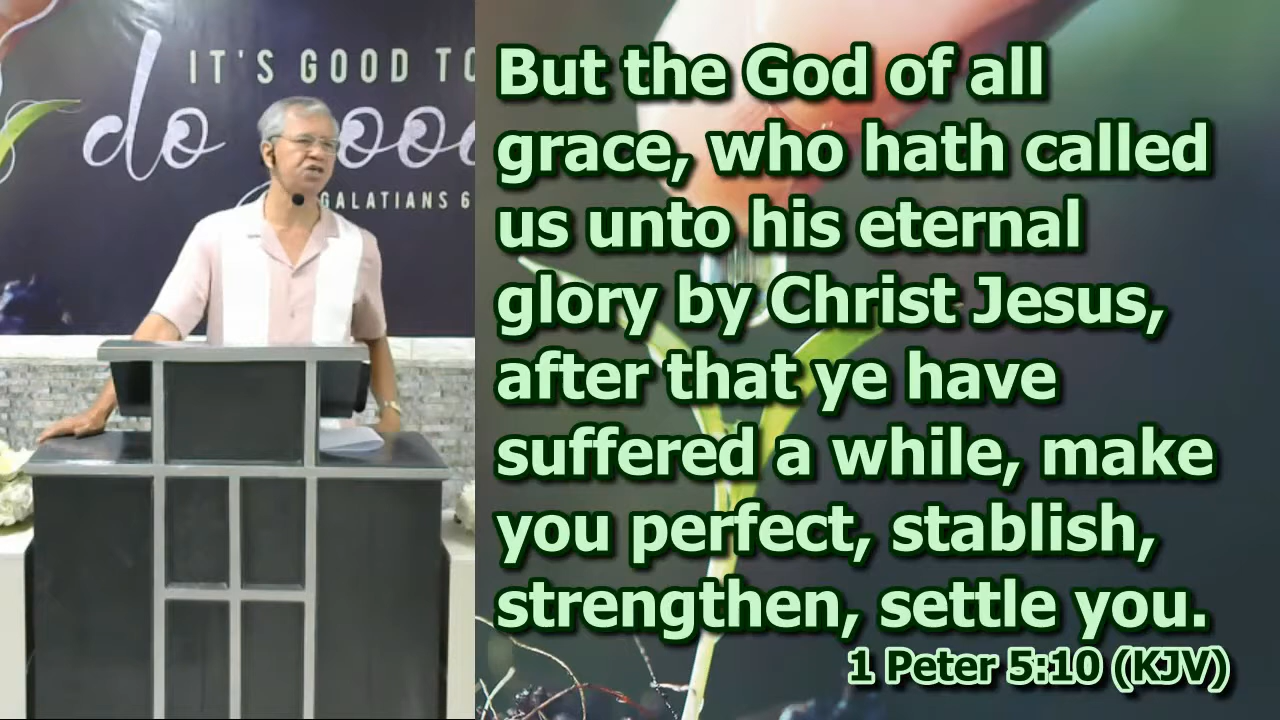 IT'S GOOD TO
do good
GALATIANS 6
But the God of all
grace, who hath called
us unto his eternal
glory by Christ Jesus,
after that ye have
suffered a while, make
you perfect, stablish,
strengthen, settle you.
1 Peter 5:10 (KJV)